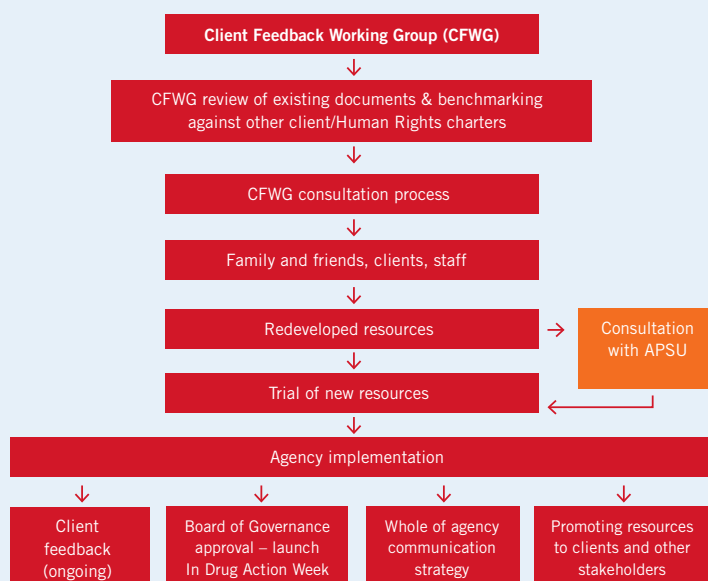 Client Feedback Working Group (CFWG)
CFWG review of existing documents & benchmarking
against other client/Human Rights charters
CFWG consultation process
Family and friends, clients, staff
Redeveloped resources
Consultation
with APSU
Trial of new resources
Agency implementation
Client
feedback
(ongoing)
Board of Governance
approval – launch
In Drug Action Week
Whole of agency
communication
strategy
Promoting resources
to clients and other
stakeholders